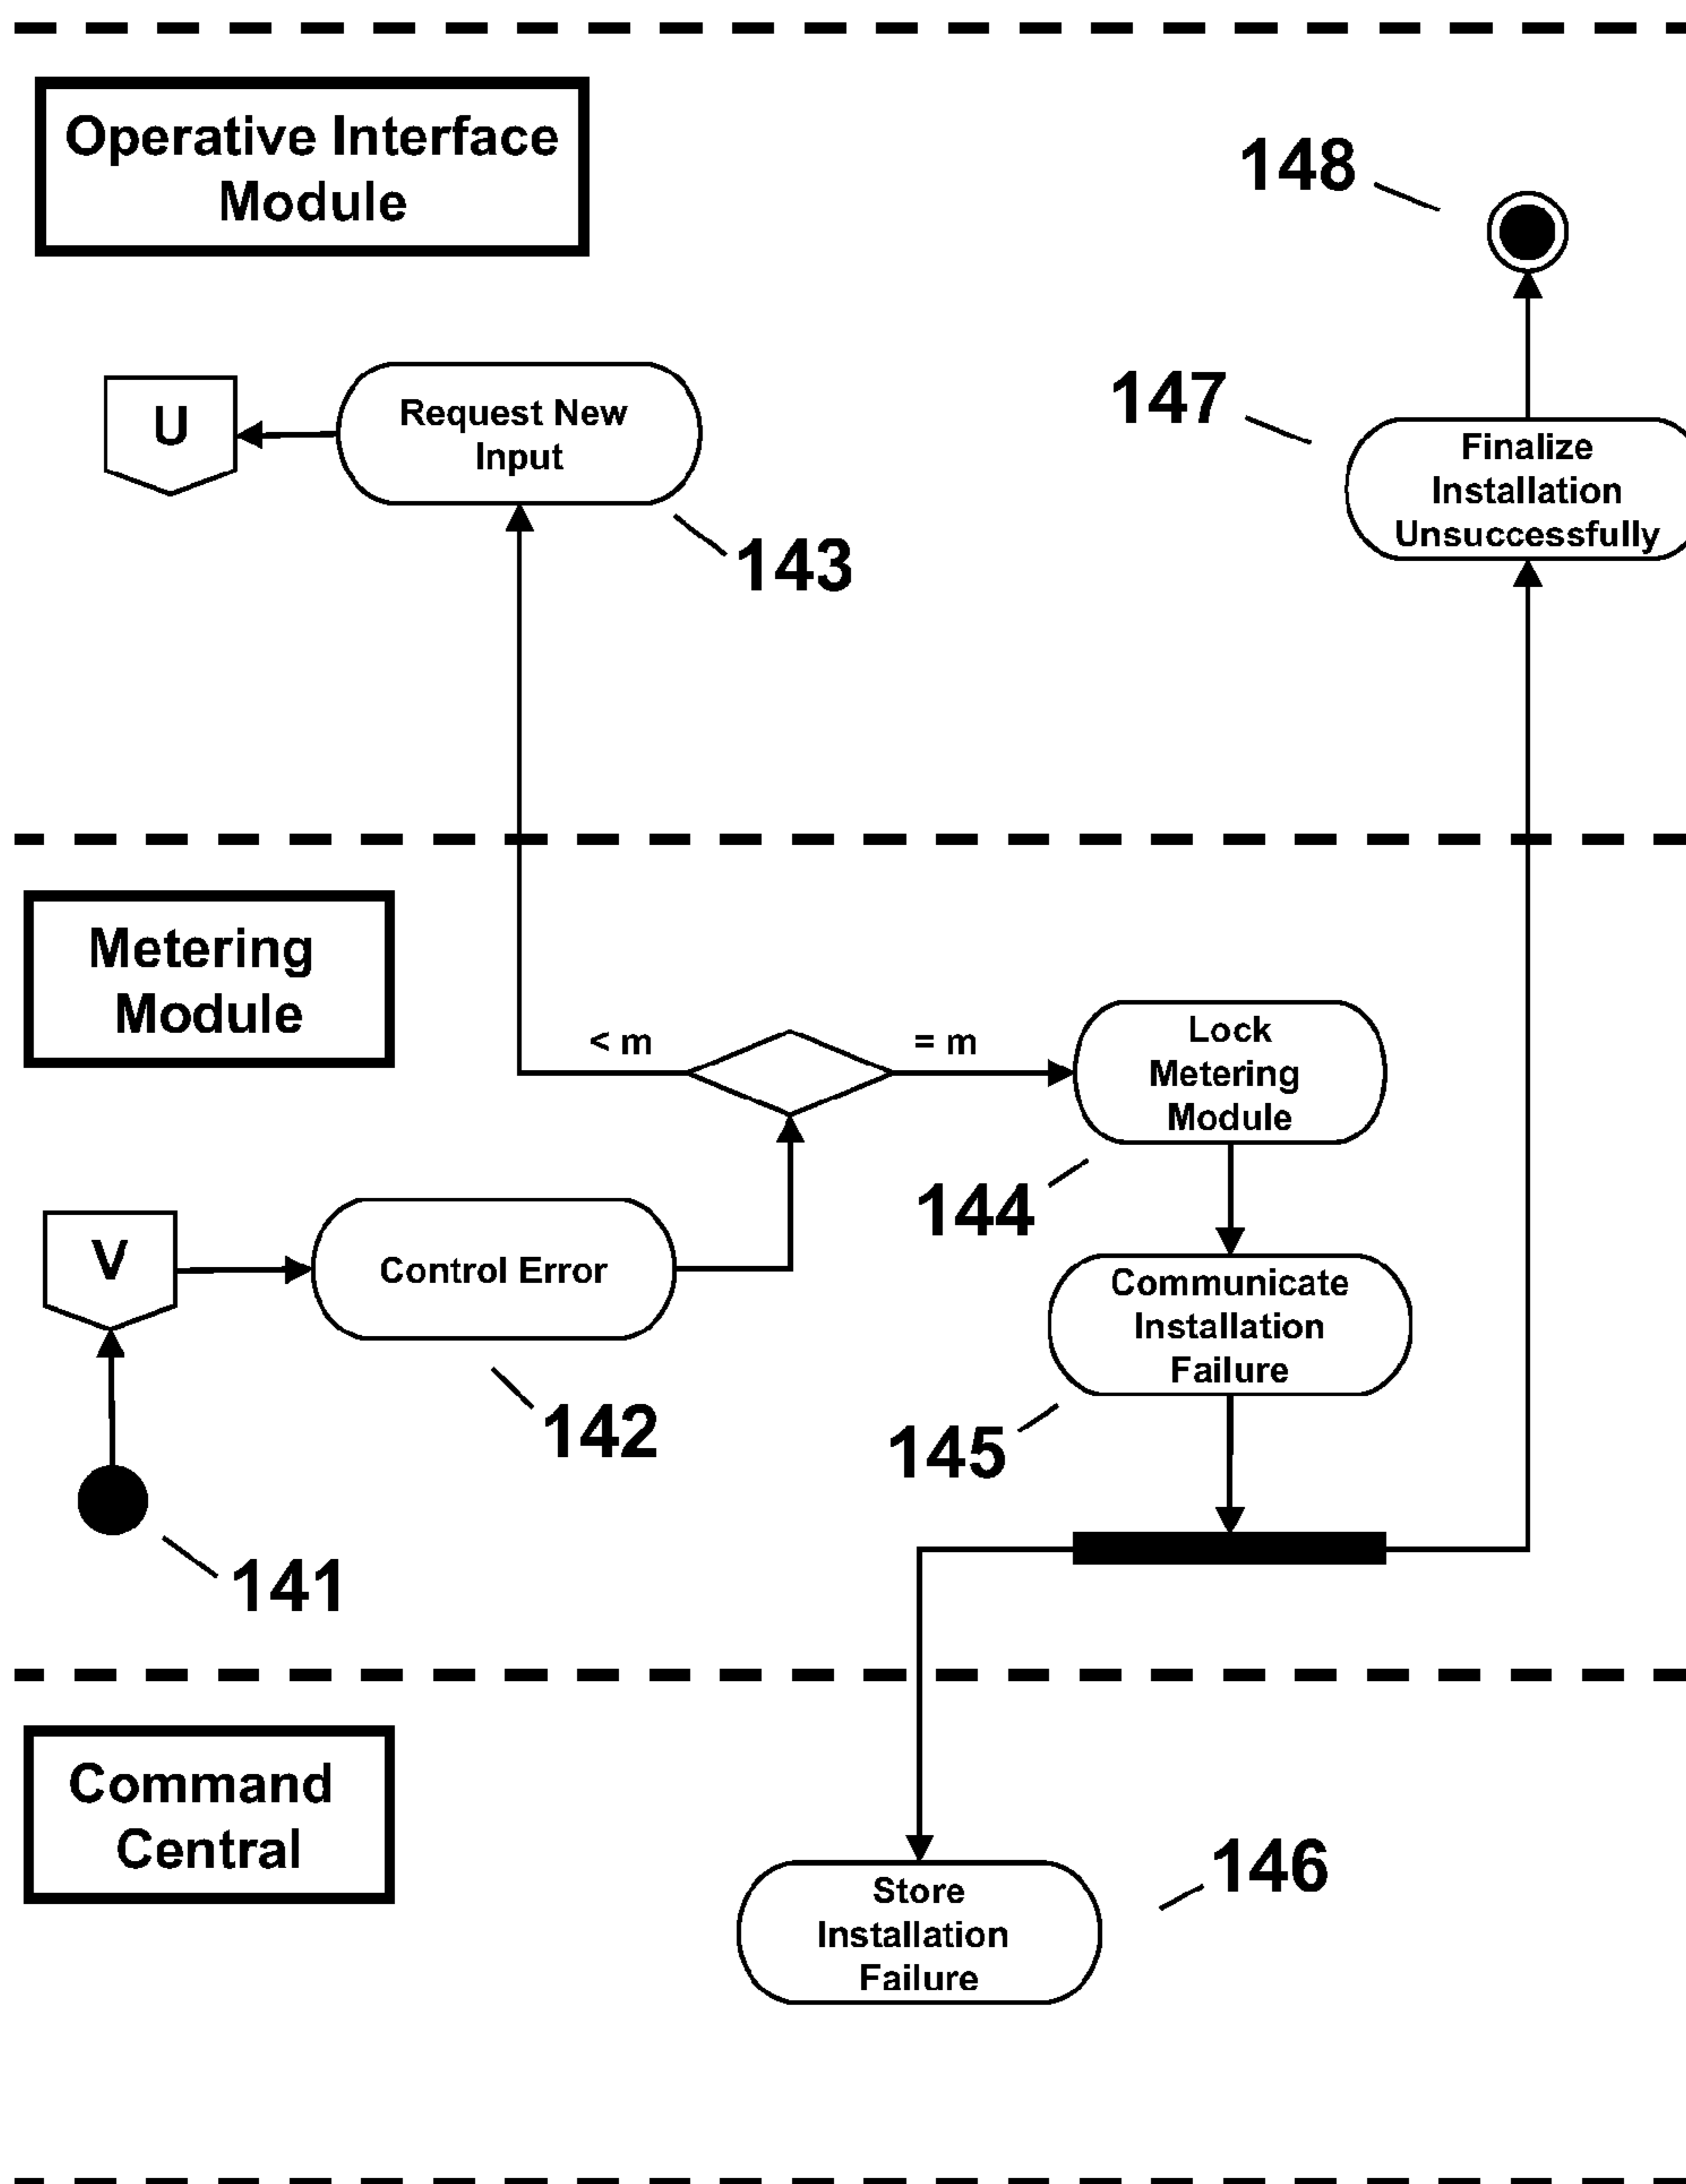 Operative Interface
Module
148
U
Request New
Input
143
147
Finalize
Installation
Unsuccessfully
Metering
Module
< m
= m
Lock
Metering
Module
144
V
Control Error
142
Communicate
Installation
Failure
145
141
Command
Central
Store
Installation
Failure
146